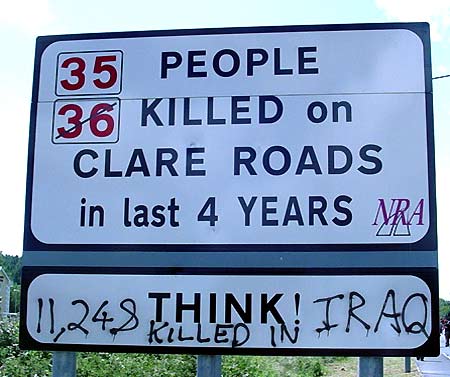 35 PEOPLE
36 KILLED on
CLARE ROADS
in last 4 YEARS
NRA
THINK!
11,248 KILLED IN IRAQ